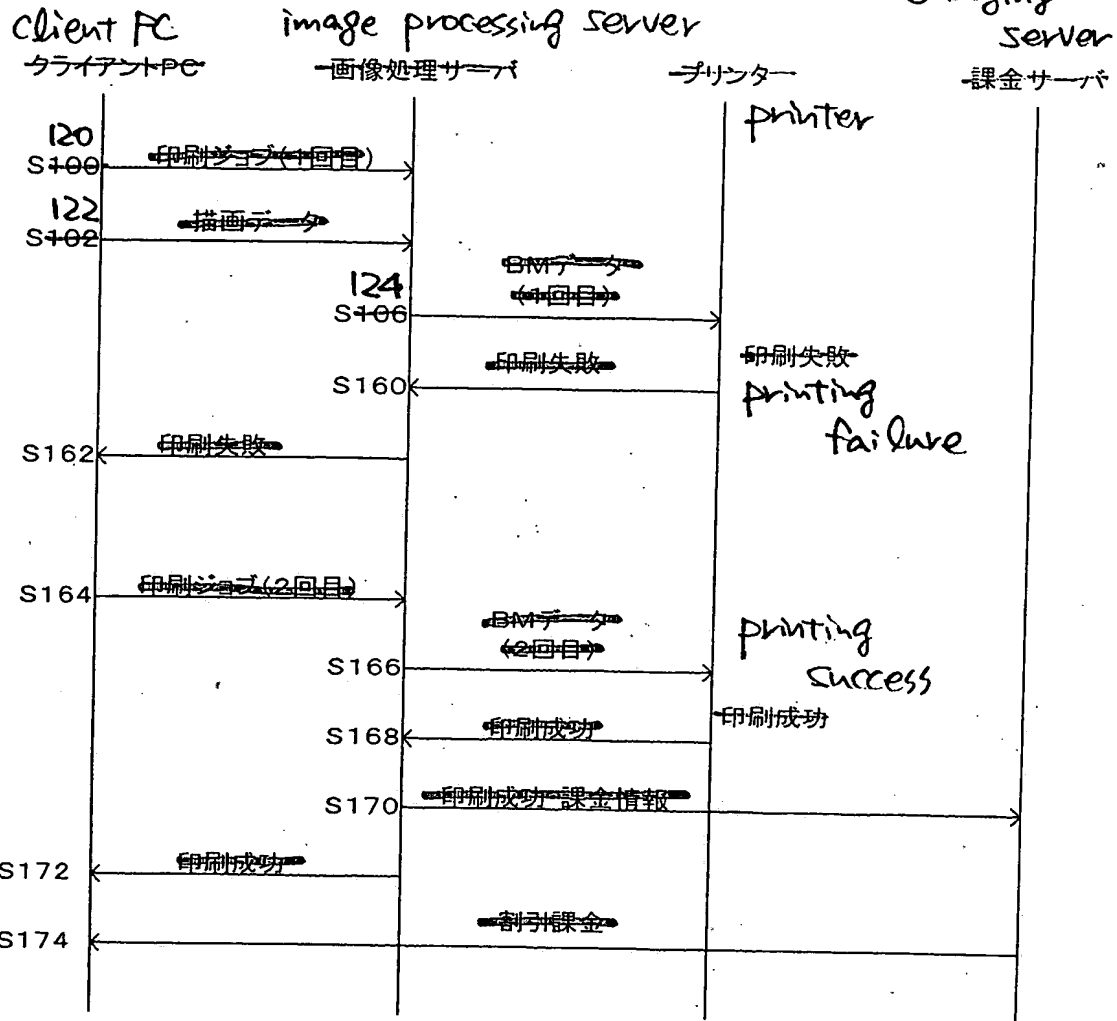 client PC
image processing server
server
クライアントPC
画像処理サーバ
プリンター
課金サーバ
printer
120
S100
印刷ジョブ(1回目)
122
S102
描画データ
124
S106
BMデータ
(1回目)
S160
印刷失敗
印刷失敗
printing
failure
S162
印刷失敗
S164
印刷ジョブ(2回目)
S166
BMデータ
(2回目)
printing
success
S168
印刷成功
印刷成功
S170
印刷成功 課金情報
S172
印刷成功
S174
割引課金